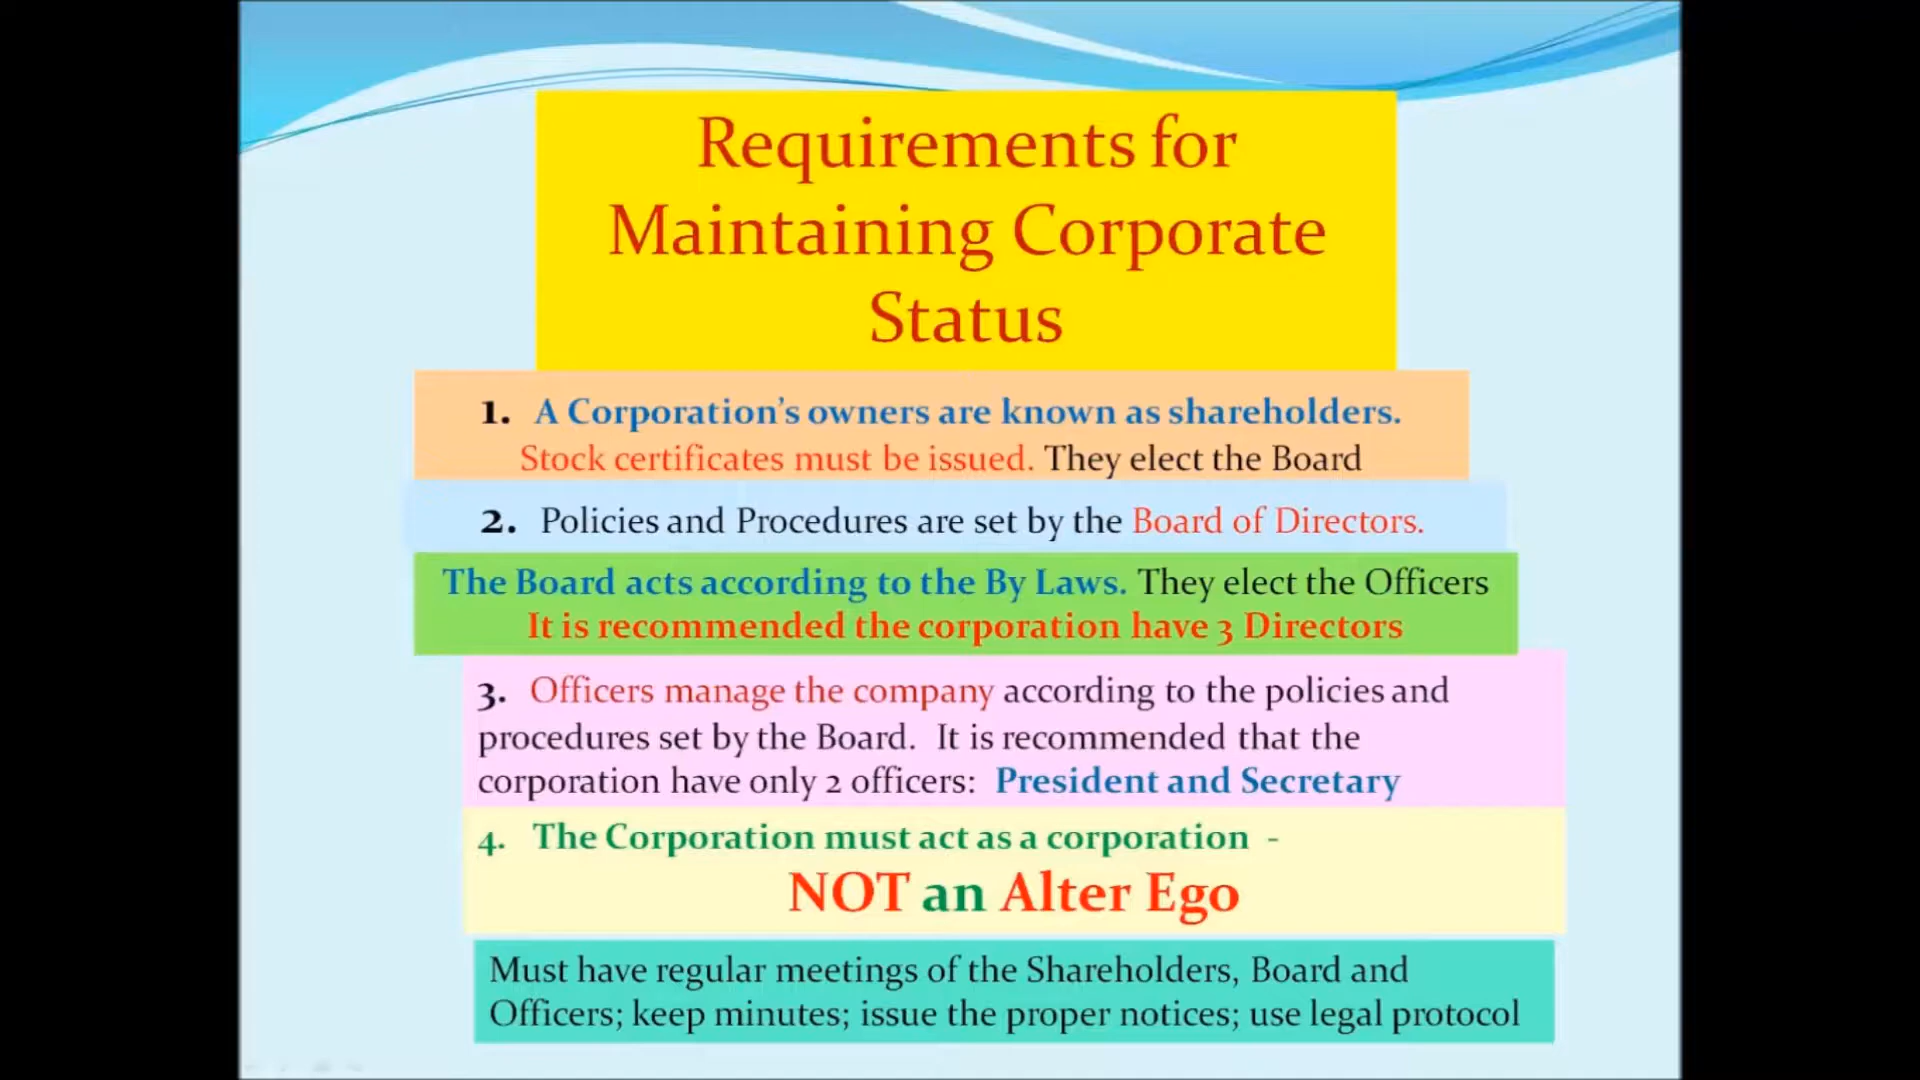 Requirements for
Maintaining Corporate
Status
1. A Corporation's owners are known as shareholders.
Stock certificates must be issued. They elect the Board
2. Policies and Procedures are set by the Board of Directors.
The Board acts according to the By Laws. They elect the Officers
It is recommended the corporation have 3 Directors
3. Officers manage the company according to the policies and
procedures set by the Board. It is recommended that the
corporation have only 2 officers: President and Secretary
4. The Corporation must act as a corporation -
NOT an Alter Ego
Must have regular meetings of the Shareholders, Board and
Officers; keep minutes; issue the proper notices; use legal protocol